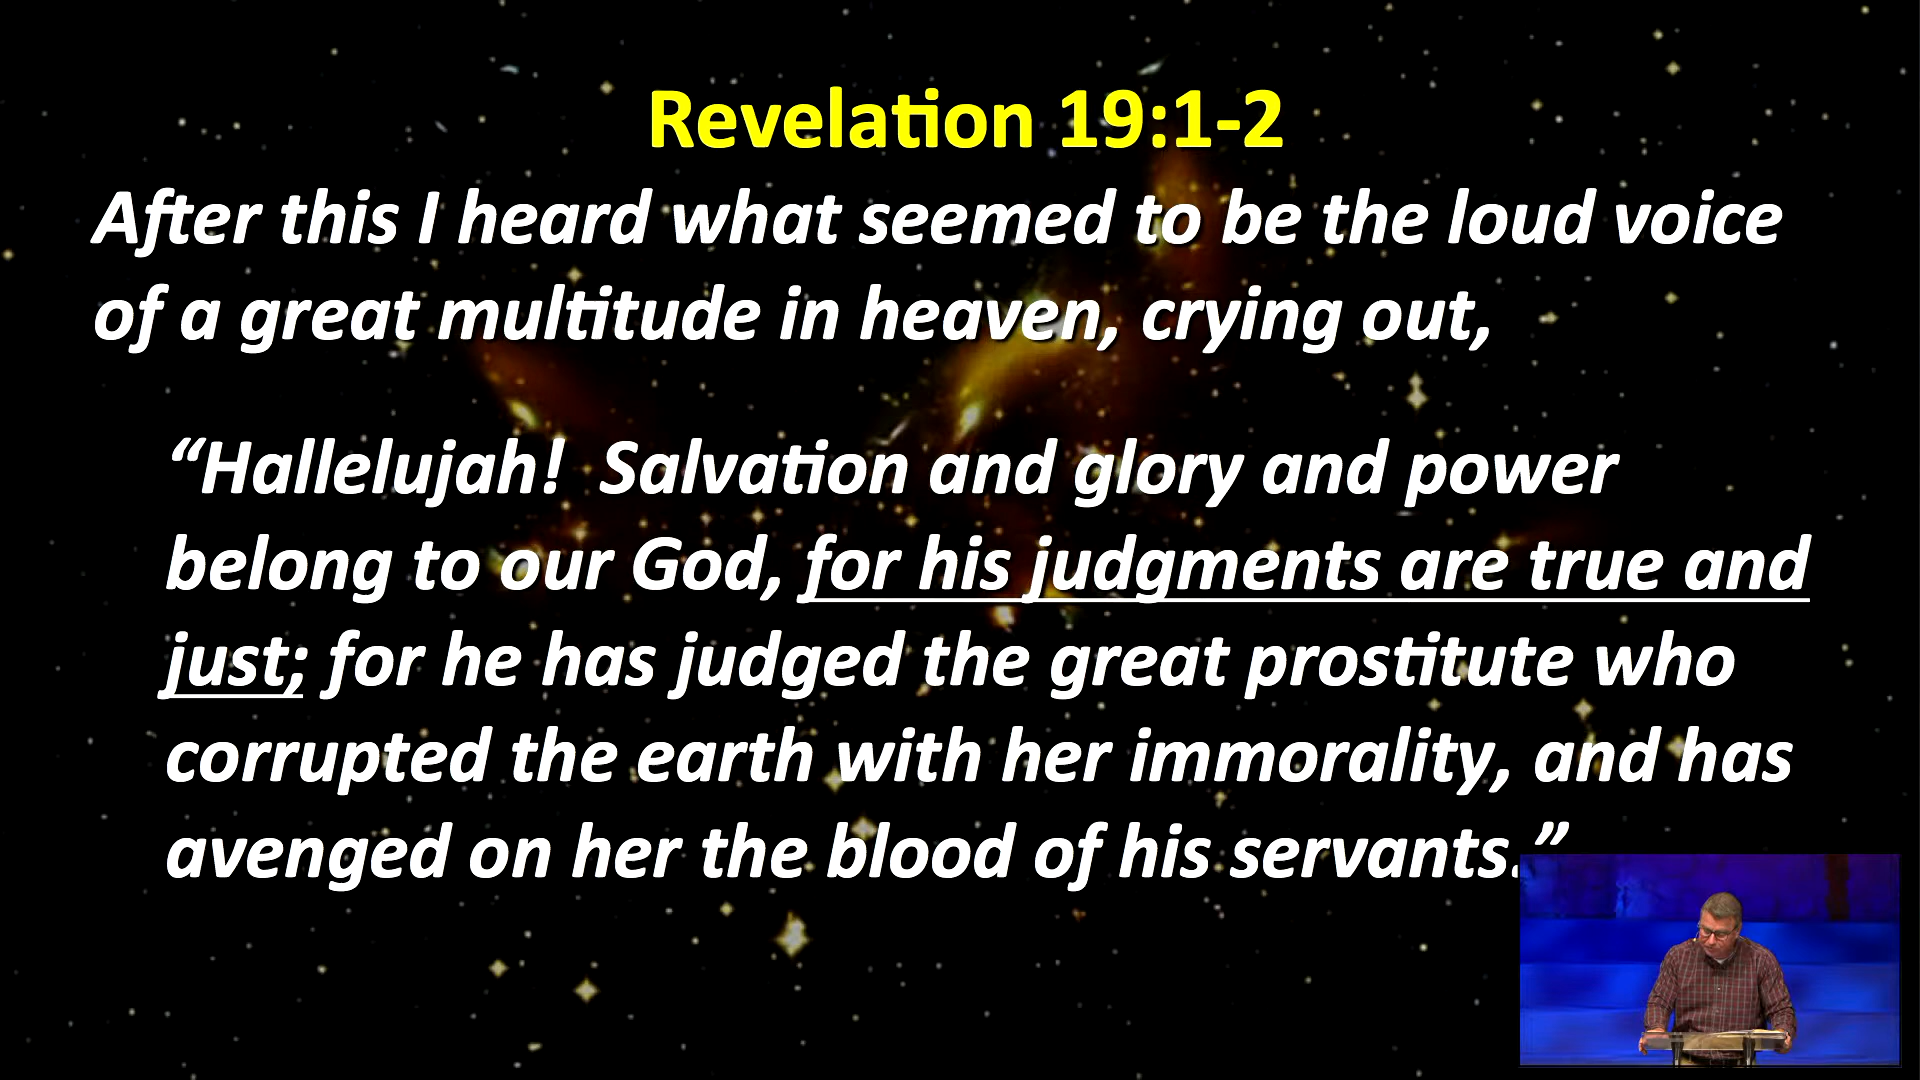 Revelation 19:1-2
After this I heard what seemed to be the loud voice
of a great multitude in heaven, crying out,
“Hallelujah!  Salvation and glory and power
belong to our God, for his judgments are true and
just; for he has judged the great prostitute who
corrupted the earth with her immorality, and has
avenged on her the blood of his servants.”